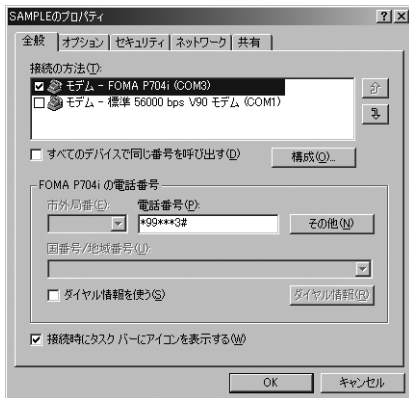 SAMPLEのプロパティ
全般 オプション セキュリティ ネットワーク 共有
接続の方法(T):
モデム - FOMA P704i (COM3)
モデム - 標準 56000 bps V90 モデム (COM1)
すべてのデバイスで同じ番号を呼び出す(D) 構成(O)...
FOMA P704i の電話番号
市外局番(E): 電話番号(P):
*99***3# その他(N)
国番号/地域番号(U):
ダイヤル情報を使う(S) ダイヤル情報(R)
接続時にタスク バーにアイコンを表示する(W)
OK キャンセル